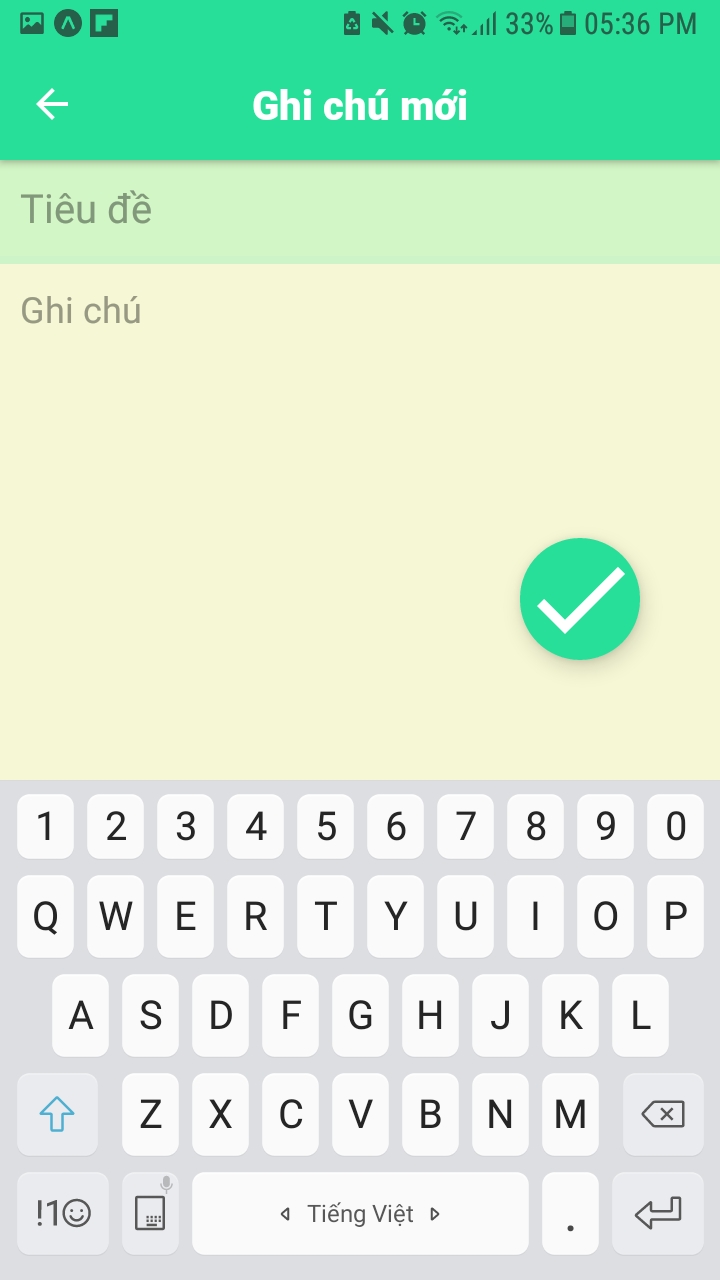 33% 05:36 PM
Ghi chú mới
Tiêu đề
Ghi chú
1 2 3 4 5 6 7 8 9 0
Q W E R T Y U I O P
A S D F G H J K L
Z X C V B N M
!1☺ Tiếng Việt .